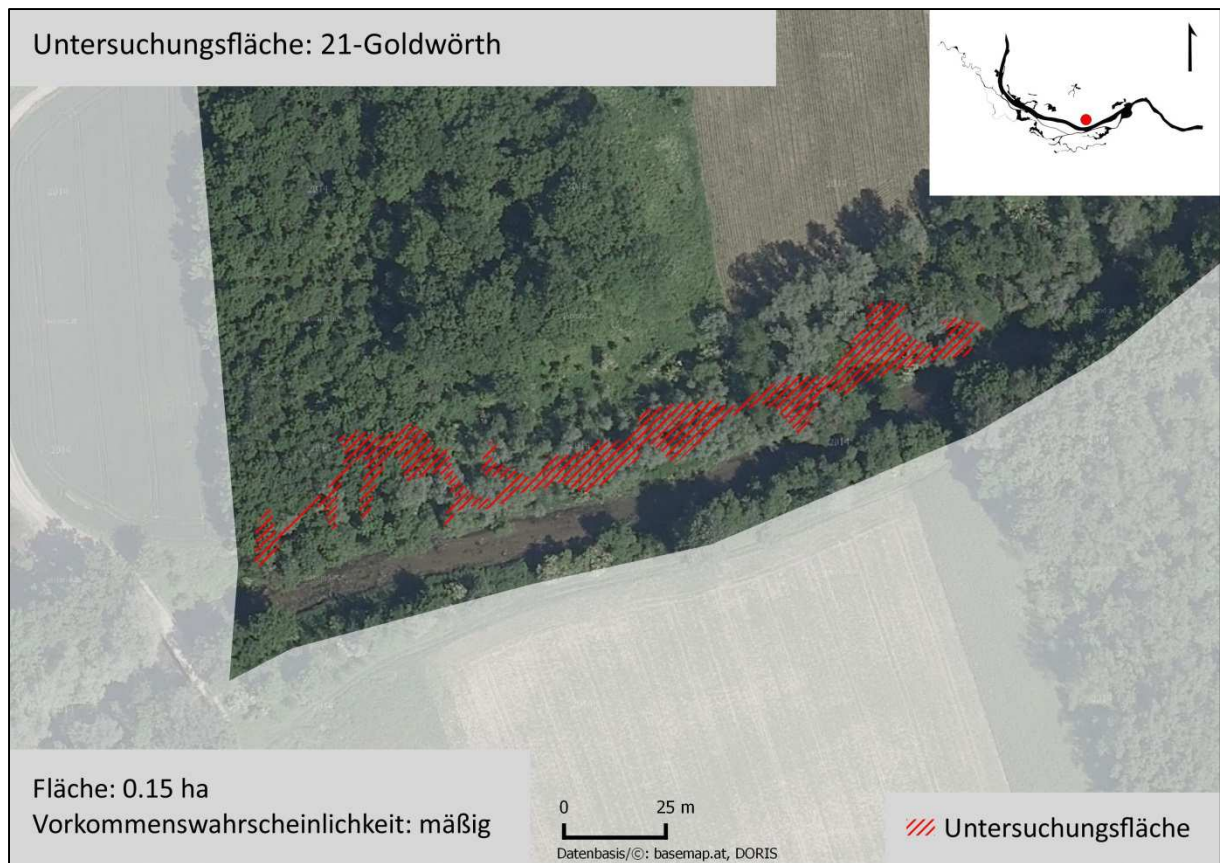 Untersuchungsfläche: 21-Goldwörth
Fläche: 0.15 ha
Vorkommenswahrscheinlichkeit: mäßig
0 25 m
Datenbasis/©: basemap.at, DORIS
Untersuchungsfläche